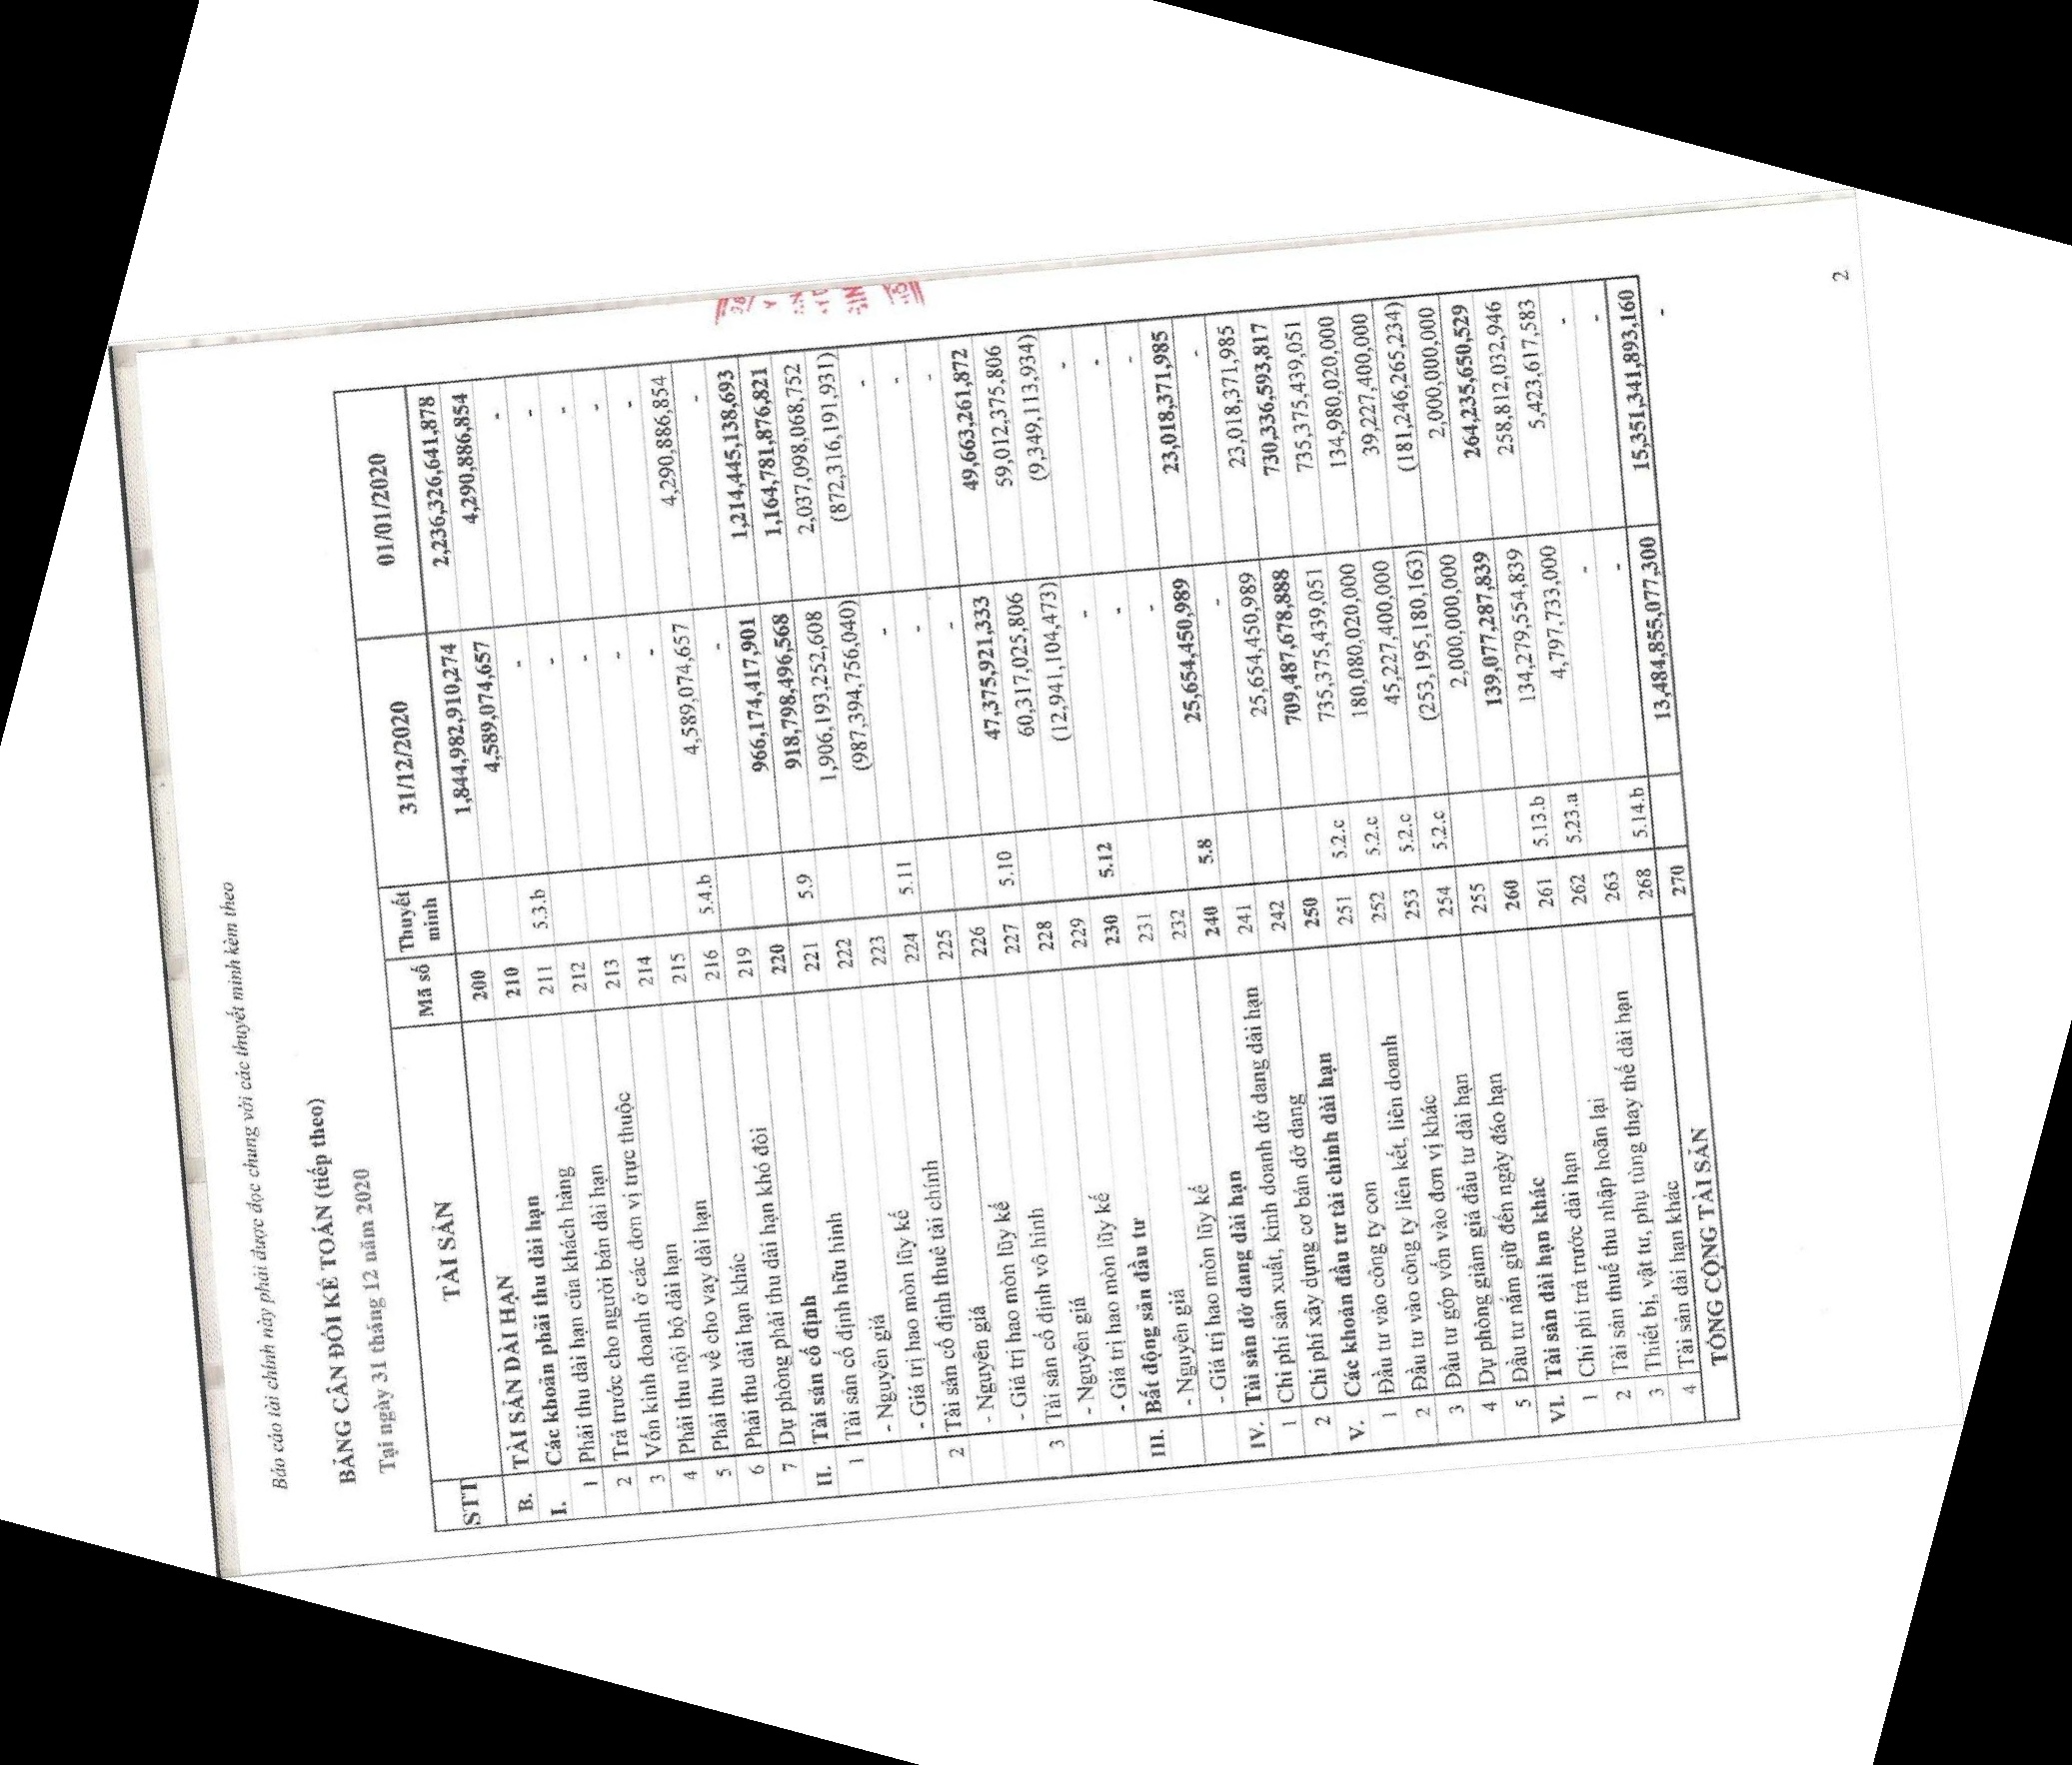 Báo cáo tài chính này phải được đọc chung với các thuyết minh kèm theo
BẢNG CÂN ĐỐI KẾ TOÁN (tiếp theo)
Tại ngày 31 tháng 12 năm 2020
STT TÀI SẢN Mã số Thuyết minh 31/12/2020 01/01/2020
B. TÀI SẢN DÀI HẠN 200 1,844,982,910,274 2,236,326,641,878
I. Các khoản phải thu dài hạn 210 4,589,074,657 4,290,886,854
1 Phải thu dài hạn của khách hàng 211 5.3.b - -
2 Trả trước cho người bán dài hạn 212 - -
3 Vốn kinh doanh ở các đơn vị trực thuộc 213 - -
4 Phải thu nội bộ dài hạn 214 - -
5 Phải thu về cho vay dài hạn 215 - -
6 Phải thu dài hạn khác 216 5.4.b 4,589,074,657 4,290,886,854
7 Dự phòng phải thu dài hạn khó đòi 219 - -
II. Tài sản cố định 220 966,174,417,901 1,214,445,138,693
1 Tài sản cố định hữu hình 221 5.9 918,798,496,568 1,164,781,876,821
- Nguyên giá 222 1,906,193,252,608 2,037,098,068,752
- Giá trị hao mòn lũy kế 223 (987,394,756,040) (872,316,191,931)
2 Tài sản cố định thuê tài chính 224 5.11 - -
- Nguyên giá 225 - -
- Giá trị hao mòn lũy kế 226 - -
3 Tài sản cố định vô hình 227 5.10 47,375,921,333 49,663,261,872
- Nguyên giá 228 60,317,025,806 59,012,375,806
- Giá trị hao mòn lũy kế 229 (12,941,104,473) (9,349,113,934)
III. Bất động sản đầu tư 230 5.12 - -
- Nguyên giá 231 - -
- Giá trị hao mòn lũy kế 232 - -
IV. Tài sản dở dang dài hạn 240 5.8 25,654,450,989 23,018,371,985
1 Chi phí sản xuất, kinh doanh dở dang dài hạn 241 - -
2 Chi phí xây dựng cơ bản dở dang 242 25,654,450,989 23,018,371,985
V. Các khoản đầu tư tài chính dài hạn 250 709,487,678,888 730,336,593,817
1 Đầu tư vào công ty con 251 5.2.c 735,375,439,051 735,375,439,051
2 Đầu tư vào công ty liên kết, liên doanh 252 5.2.c 180,080,020,000 134,980,020,000
3 Đầu tư góp vốn vào đơn vị khác 253 5.2.c 45,227,400,000 39,227,400,000
4 Dự phòng giảm giá đầu tư dài hạn 254 5.2.c (253,195,180,163) (181,246,265,234)
5 Đầu tư nắm giữ đến ngày đáo hạn 255 2,000,000,000 2,000,000,000
VI. Tài sản dài hạn khác 260 139,077,287,839 264,235,650,529
1 Chi phí trả trước dài hạn 261 5.13.b 134,279,554,839 258,812,032,946
2 Tài sản thuế thu nhập hoãn lại 262 5.23.a 4,797,733,000 5,423,617,583
3 Thiết bị, vật tư, phụ tùng thay thế dài hạn 263 - -
4 Tài sản dài hạn khác 268 5.14.b - -
TỔNG CỘNG TÀI SẢN 270 13,484,855,077,300 15,351,341,893,160
-
2